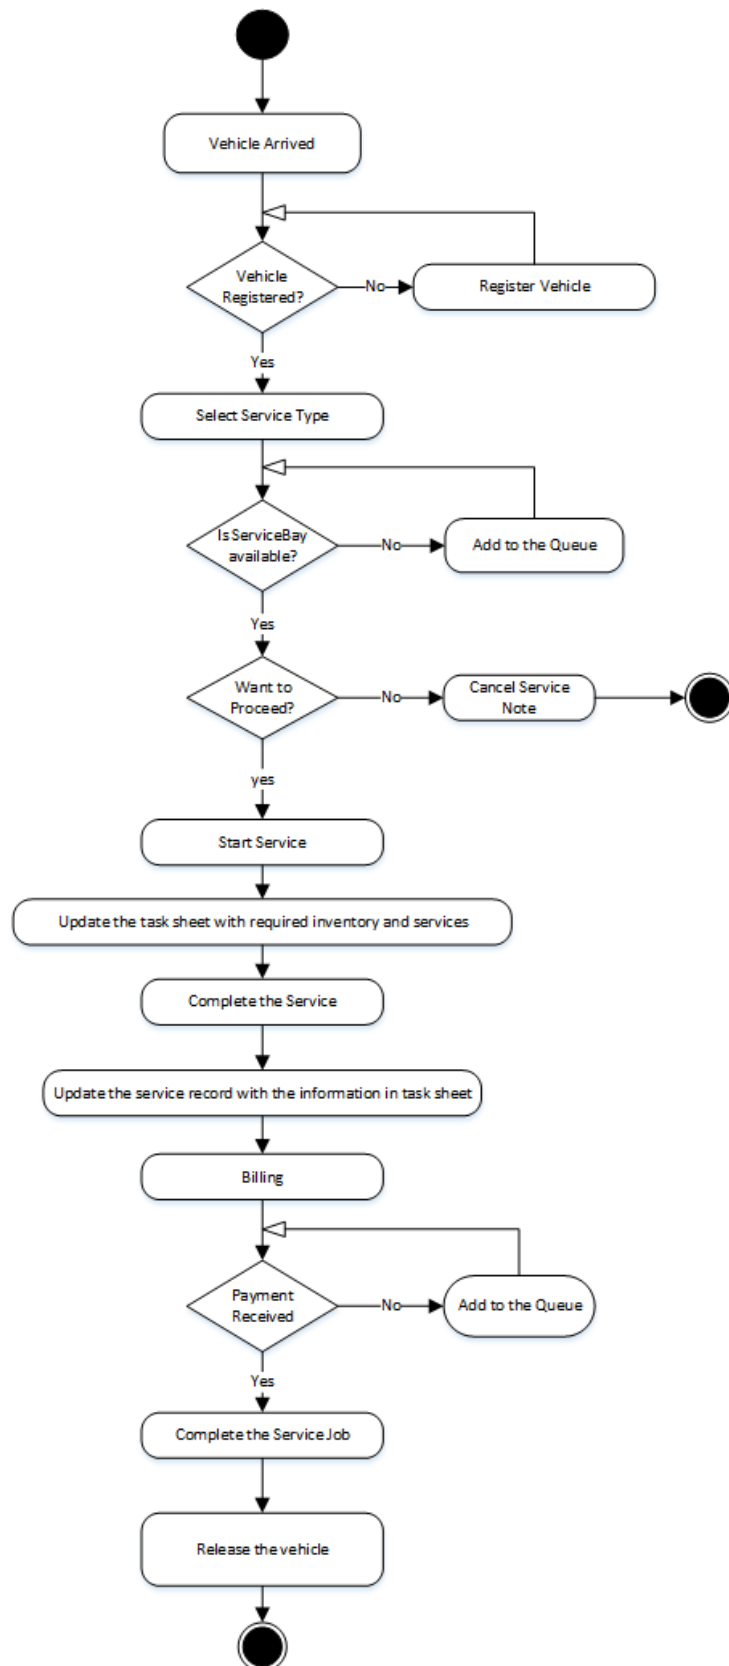 Vehicle Arrived
Vehicle
Registered?
No
Register Vehicle
Yes
Select Service Type
Is ServiceBay
available?
No
Add to the Queue
Yes
Want to
Proceed?
No
Cancel Service
Note
yes
Start Service
Update the task sheet with required inventory and services
Complete the Service
Update the service record with the information in task sheet
Billing
Payment
Received
No
Add to the Queue
Yes
Complete the Service Job
Release the vehicle